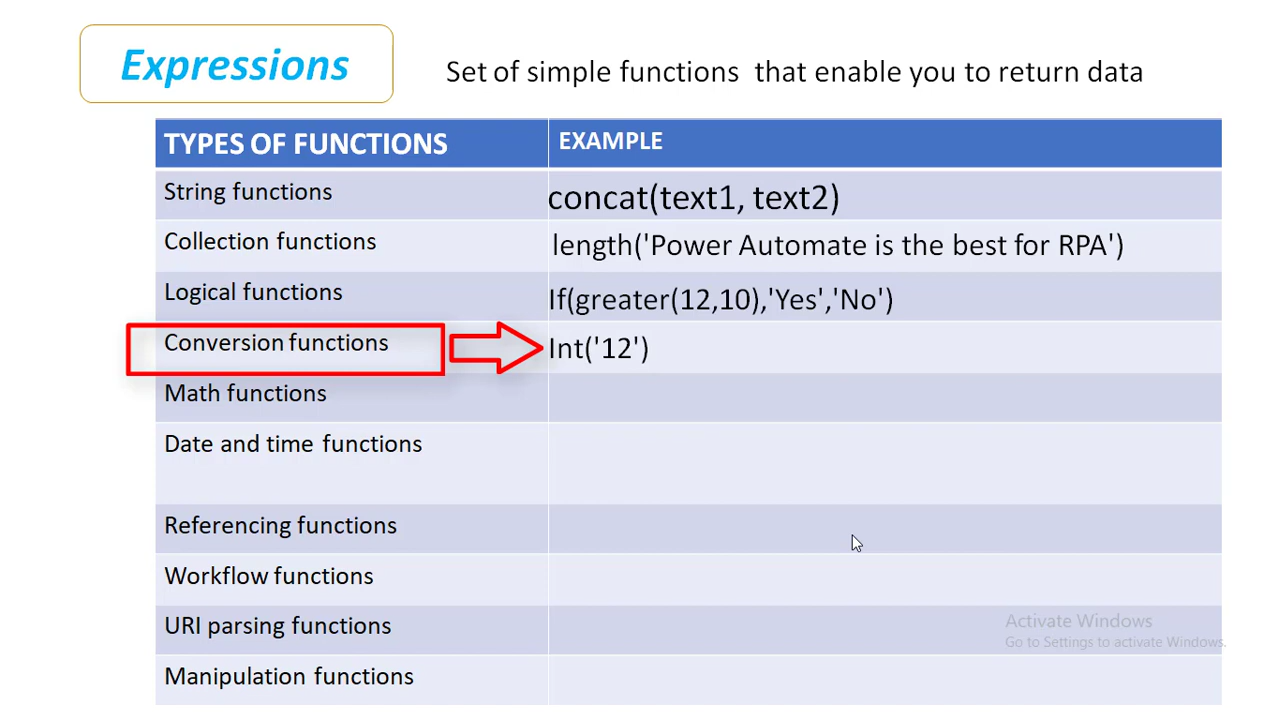 Expressions
Set of simple functions that enable you to return data
TYPES OF FUNCTIONS
EXAMPLE
String functions
concat(text1, text2)
Collection functions
length('Power Automate is the best for RPA')
Logical functions
If(greater(12,10),'Yes','No')
Conversion functions
Int('12')
Math functions
Date and time functions
Referencing functions
Workflow functions
URI parsing functions
Manipulation functions
Activate Windows
Go to Settings to activate Windows.